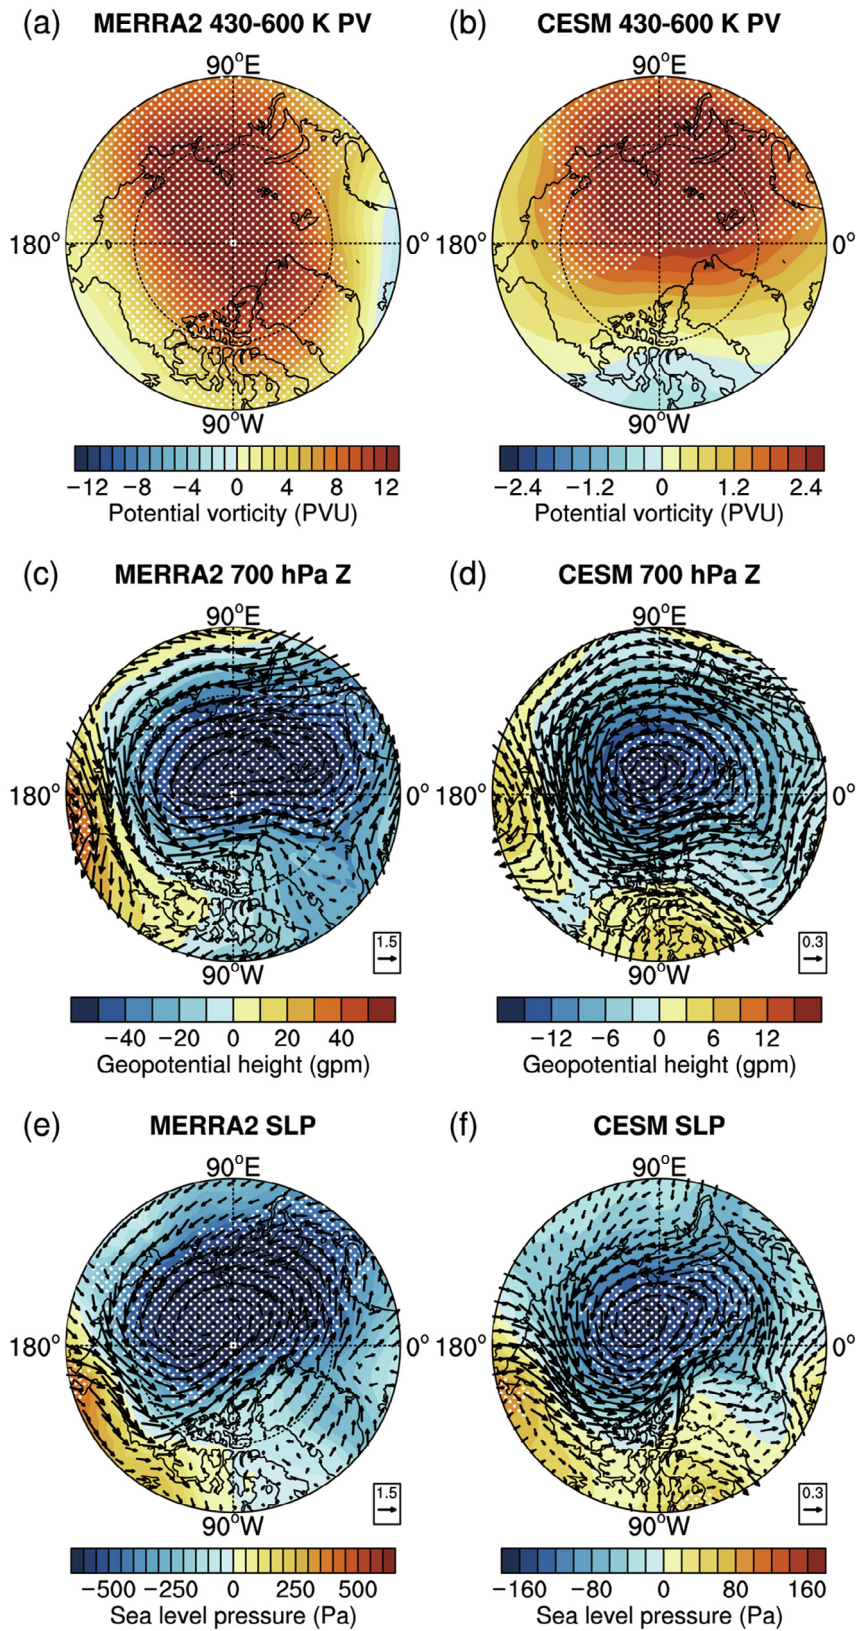 (a) MERRA2 430-600 K PV
(b) CESM 430-600 K PV
90°E
90°E
180° 0° 180° 0°
90°W
90°W
−12 −8 −4 0 4 8 12
−2.4 −1.2 0 1.2 2.4
Potential vorticity (PVU)
Potential vorticity (PVU)
(c) MERRA2 700 hPa Z
(d) CESM 700 hPa Z
90°E
90°E
180° 0° 180° 0°
1.5
0.3
90°W
90°W
−40 −20 0 20 40
−12 −6 0 6 12
Geopotential height (gpm)
Geopotential height (gpm)
(e) MERRA2 SLP
(f) CESM SLP
90°E
90°E
180° 0° 180° 0°
1.5
0.3
90°W
90°W
−500 −250 0 250 500
−160 −80 0 80 160
Sea level pressure (Pa)
Sea level pressure (Pa)